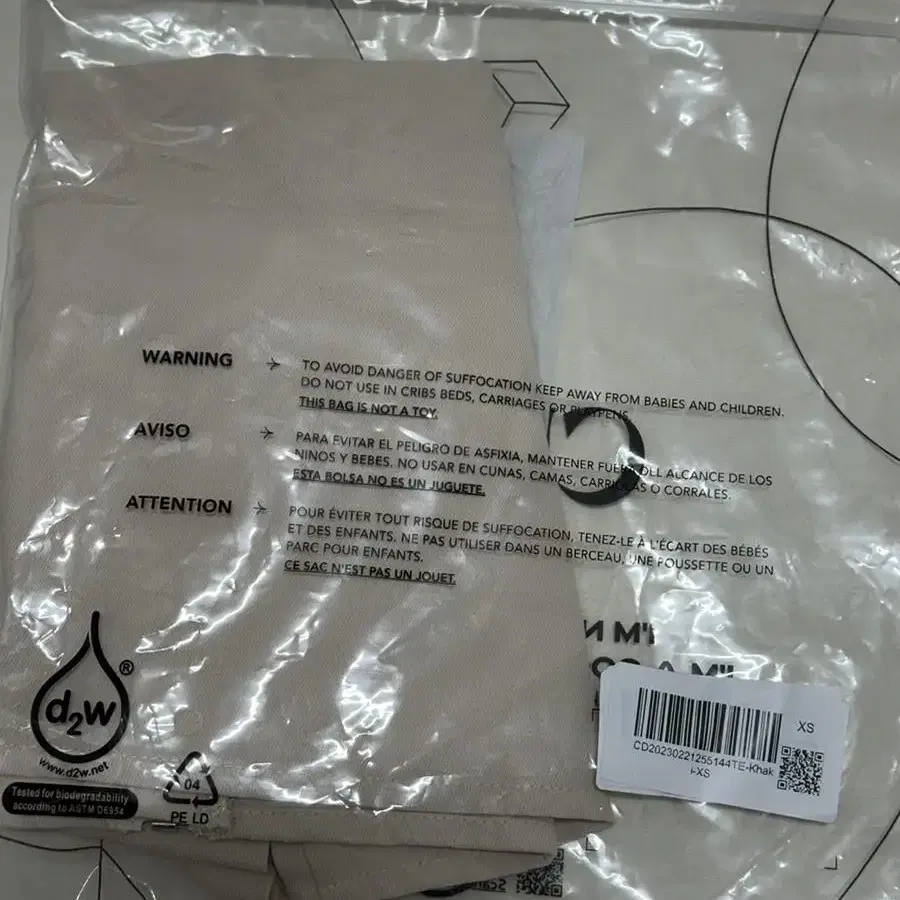 WARNING
TO AVOID DANGER OF SUFFOCATION KEEP AWAY FROM BABIES AND CHILDREN.
DO NOT USE IN CRIBS BEDS, CARRIAGES OR PLAYPENS
THIS BAG IS NOT A TOY.
AVISO
PARA EVITAR EL PELIGRO DE ASFIXIA, MANTENER FUERA DEL ALCANCE DE LOS
NINOS Y BEBES. NO USAR EN CUNAS, CAMAS, CARRIOLAS O CORRALES.
ESTA BOLSA NO ES UN JUGUETE.
ATTENTION
POUR ÉVITER TOUT RISQUE DE SUFFOCATION, TENEZ-LE À L'ÉCART DES BÉBÉS
ET DES ENFANTS. NE PAS UTILISER DANS UN BERCEAU, UNE POUSSETTE OU UN
PARC POUR ENFANTS.
CE SAC N'EST PAS UN JOUET.
d2w®
www.d2w.net
Tested for biodegradability
according to ASTM D6954
04
PE LD
XS
CD20230221255144TE-Khak
i-XS